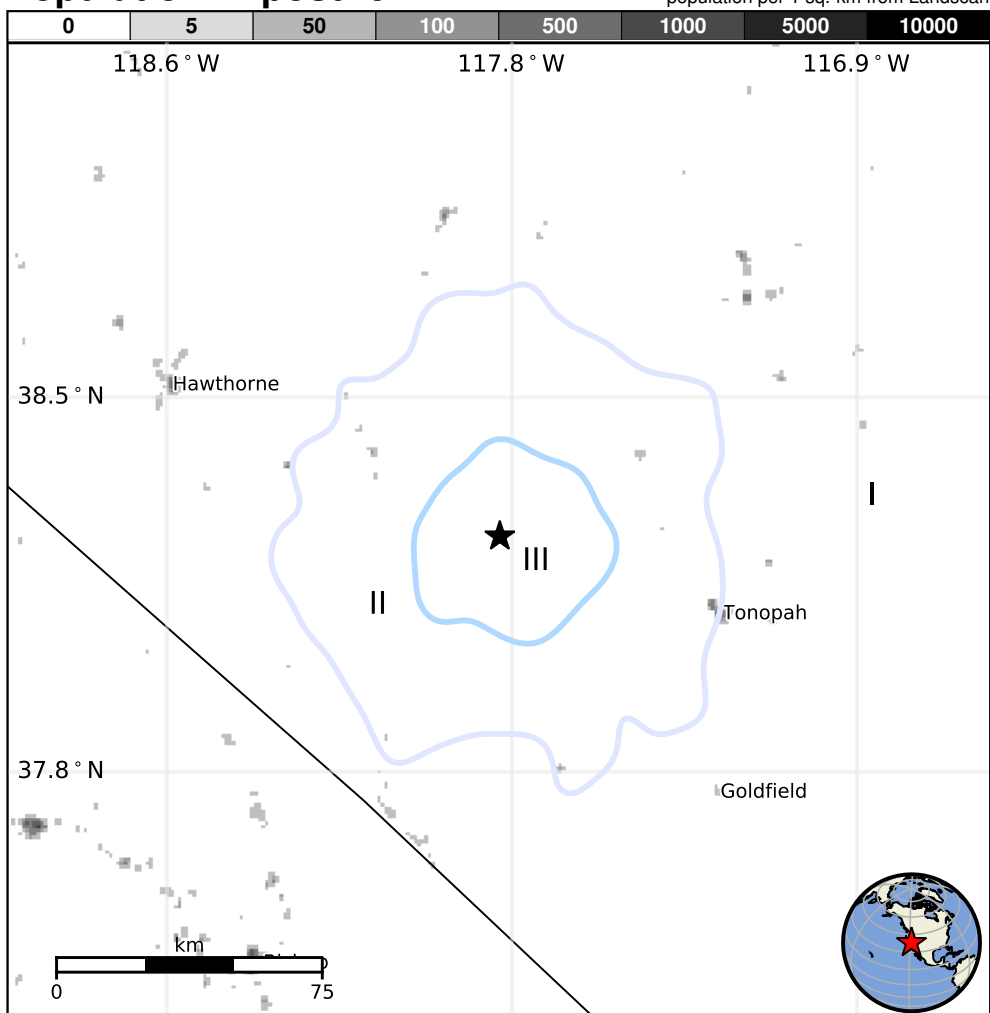 population per 1 sq. km from Landscan
0 5 50 100 500 1000 5000 10000
118.6°W 117.8°W 116.9°W
Hawthorne
38.5°N
I
III
II
Tonopah
37.8°N
Goldfield
km
0 75